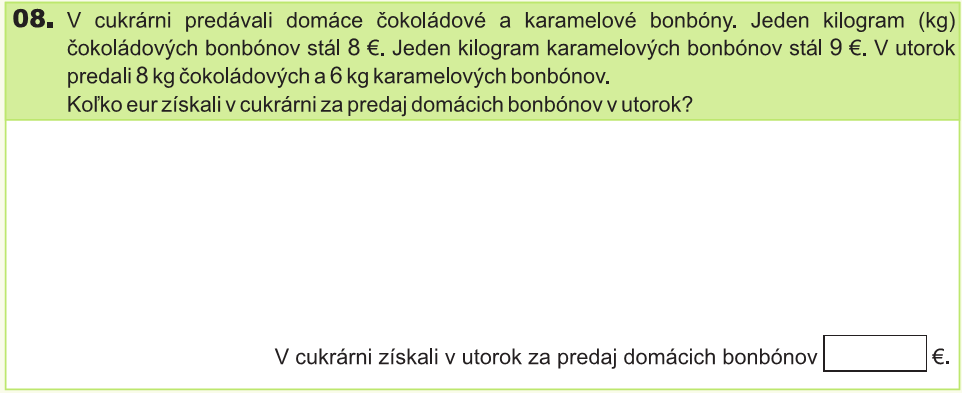 08. V cukrárni predávali domáce čokoládové a karamelové bonbóny. Jeden kilogram (kg)
čokoládových bonbónov stál 8 €. Jeden kilogram karamelových bonbónov stál 9 €. V utorok
predali 8 kg čokoládových a 6 kg karamelových bonbónov.
Koľko eur získali v cukrárni za predaj domácich bonbónov v utorok?
V cukrárni získali v utorok za predaj domácich bonbónov €.